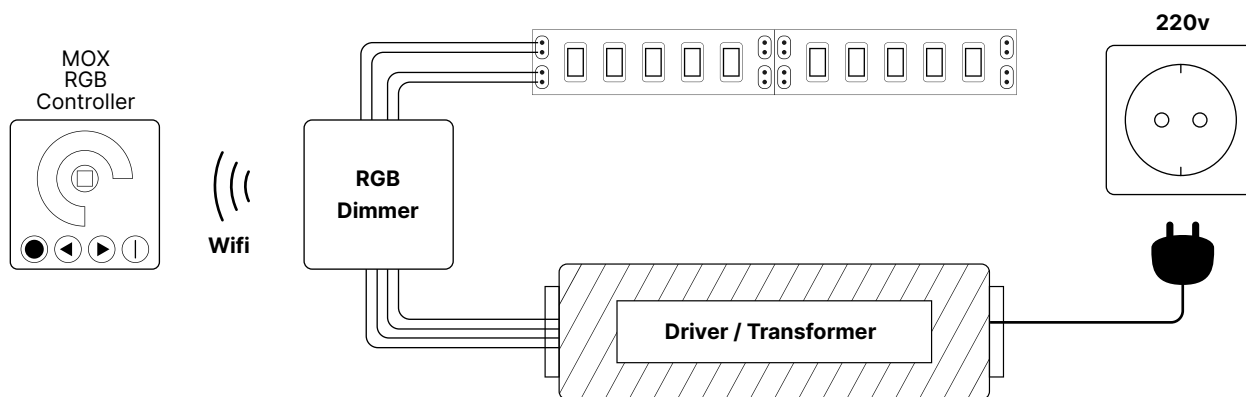 MOX
RGB
Controller
Wifi
RGB
Dimmer
Driver / Transformer
220v